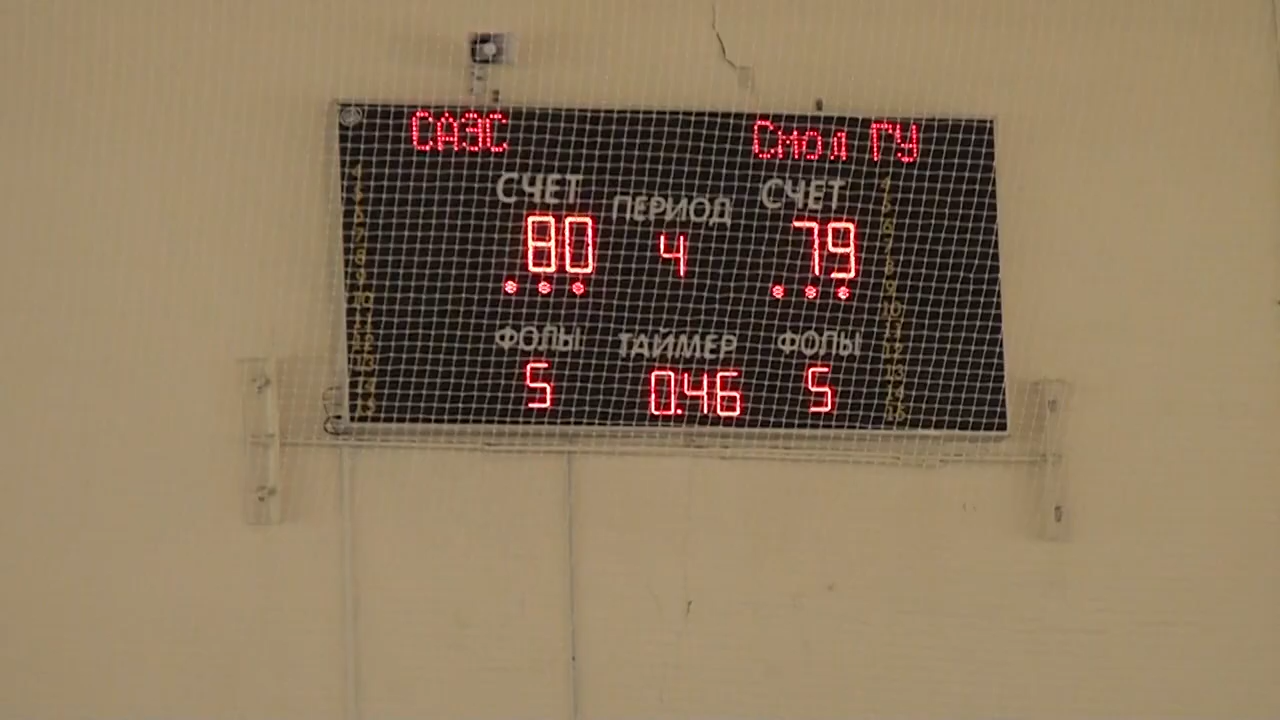 САЭС Смол ГУ
СЧЕТ ПЕРИОД СЧЕТ
80 4 79
ФОЛЫ ТАЙМЕР ФОЛЫ
5 0.46 5